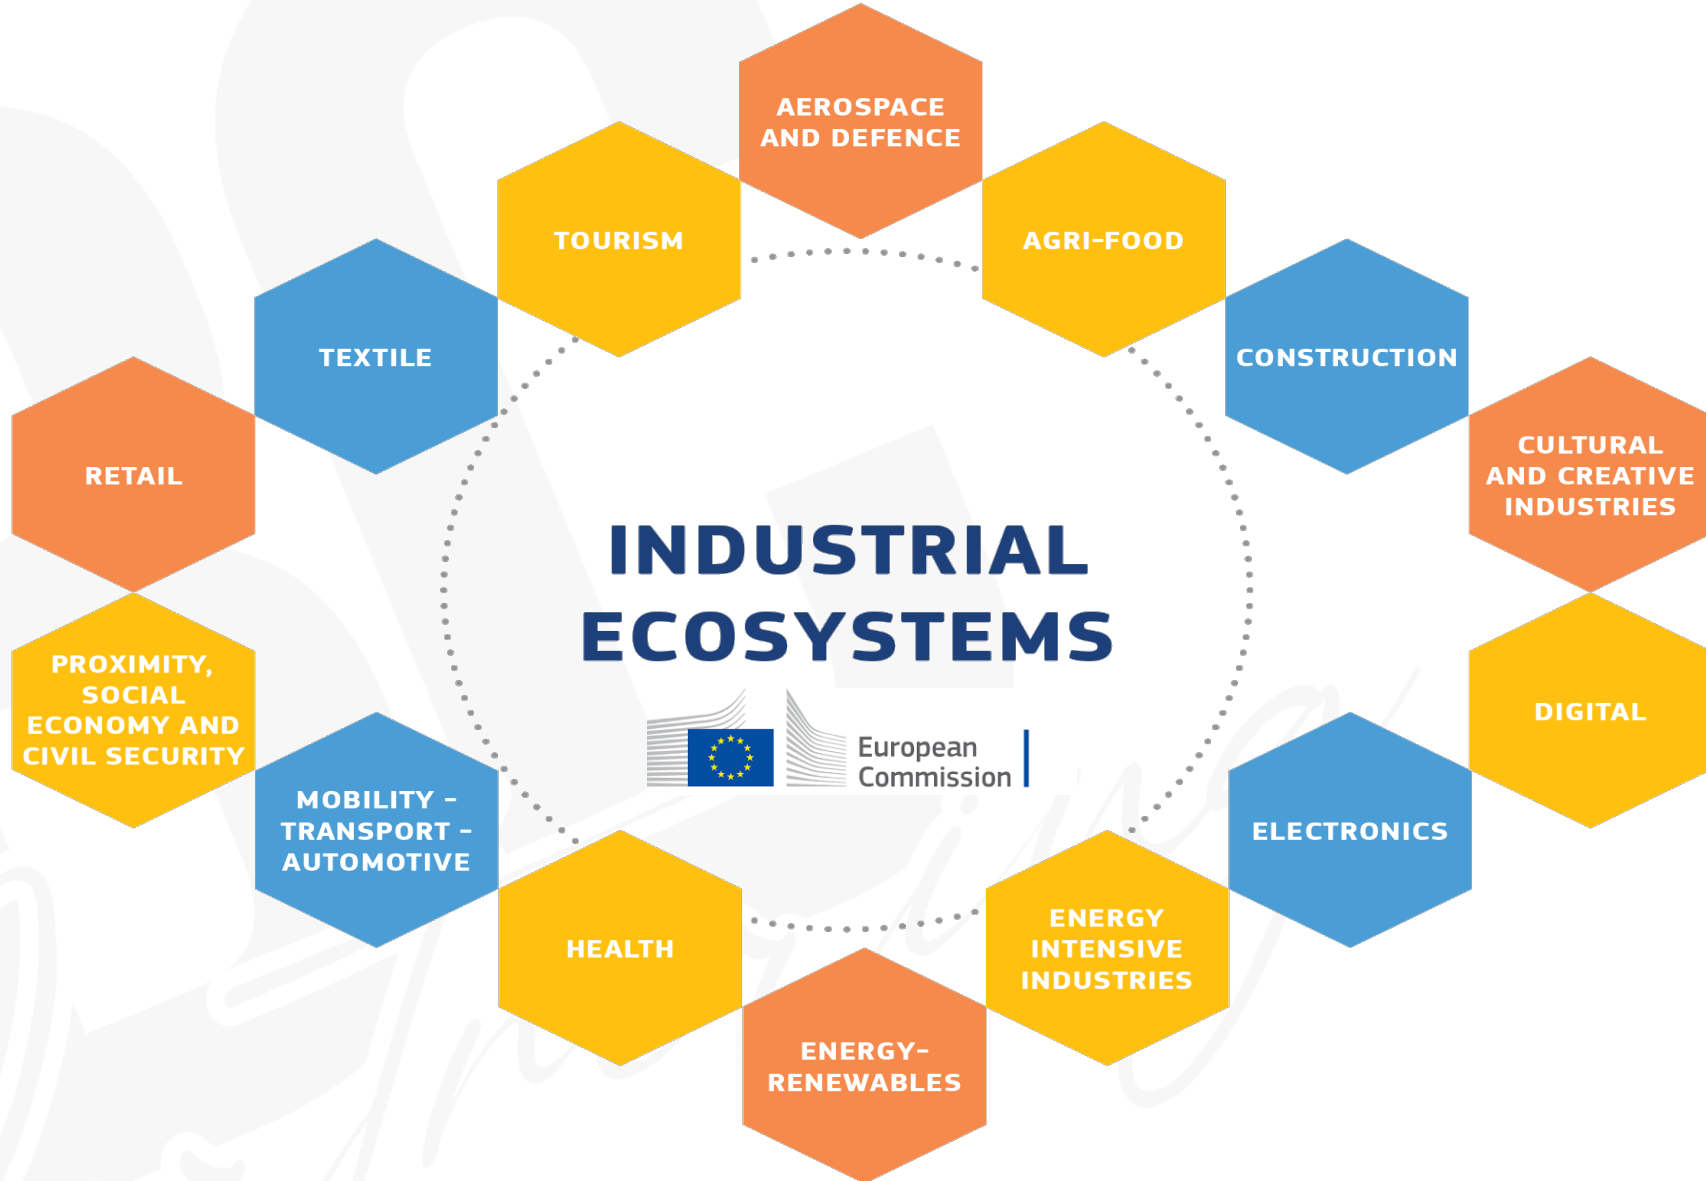 AEROSPACE
AND DEFENCE
TOURISM
AGRI-FOOD
TEXTILE
CONSTRUCTION
RETAIL
CULTURAL
AND CREATIVE
INDUSTRIES
INDUSTRIAL
ECOSYSTEMS
PROXIMITY,
SOCIAL
ECONOMY AND
CIVIL SECURITY
DIGITAL
European
Commission
MOBILITY -
TRANSPORT -
AUTOMOTIVE
ELECTRONICS
HEALTH
ENERGY
INTENSIVE
INDUSTRIES
ENERGY-
RENEWABLES